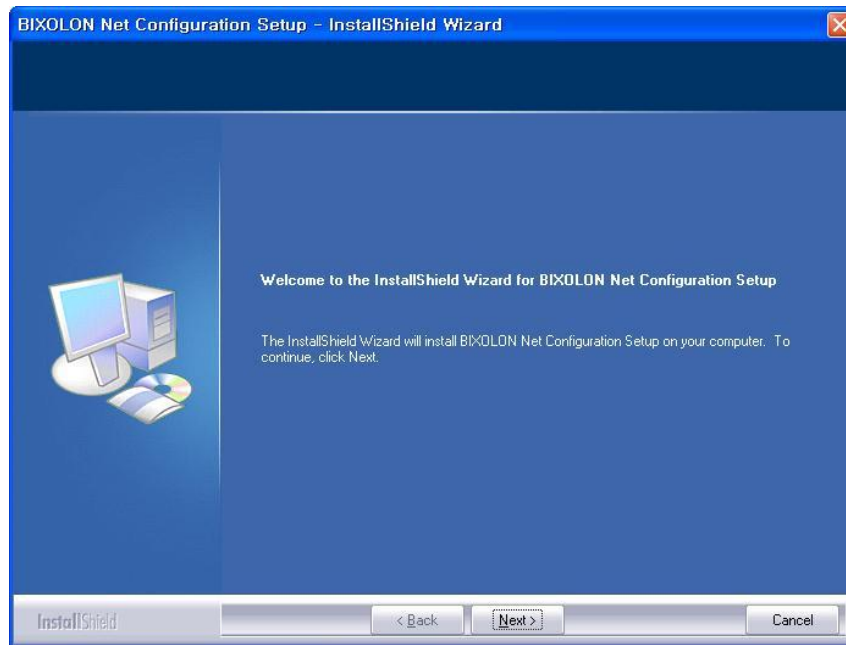 BIXOLON Net Configuration Setup - InstallShield Wizard
Welcome to the InstallShield Wizard for BIXOLON Net Configuration Setup
The InstallShield Wizard will install BIXOLON Net Configuration Setup on your computer. To
continue, click Next.
InstallShield
< Back
Next >
Cancel